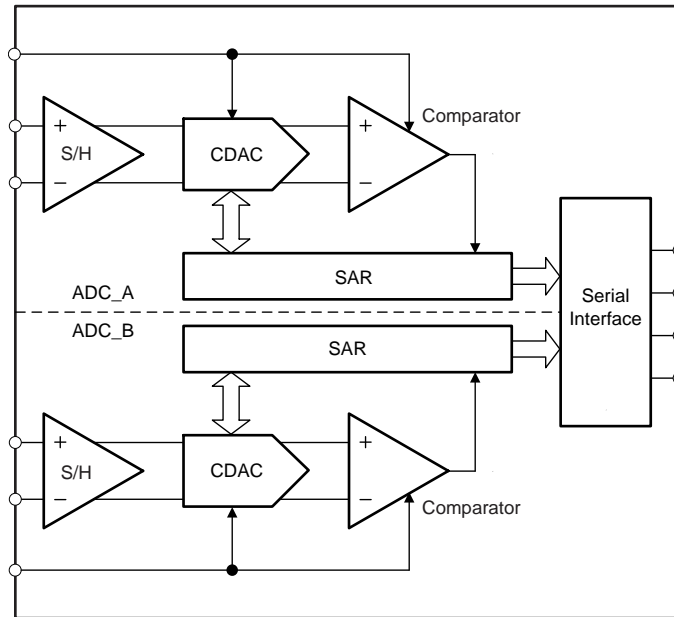 Comparator
+
+
S/H
CDAC
−
−
SAR
ADC_A
Serial
Interface
ADC_B
SAR
+
+
S/H
CDAC
−
−
Comparator